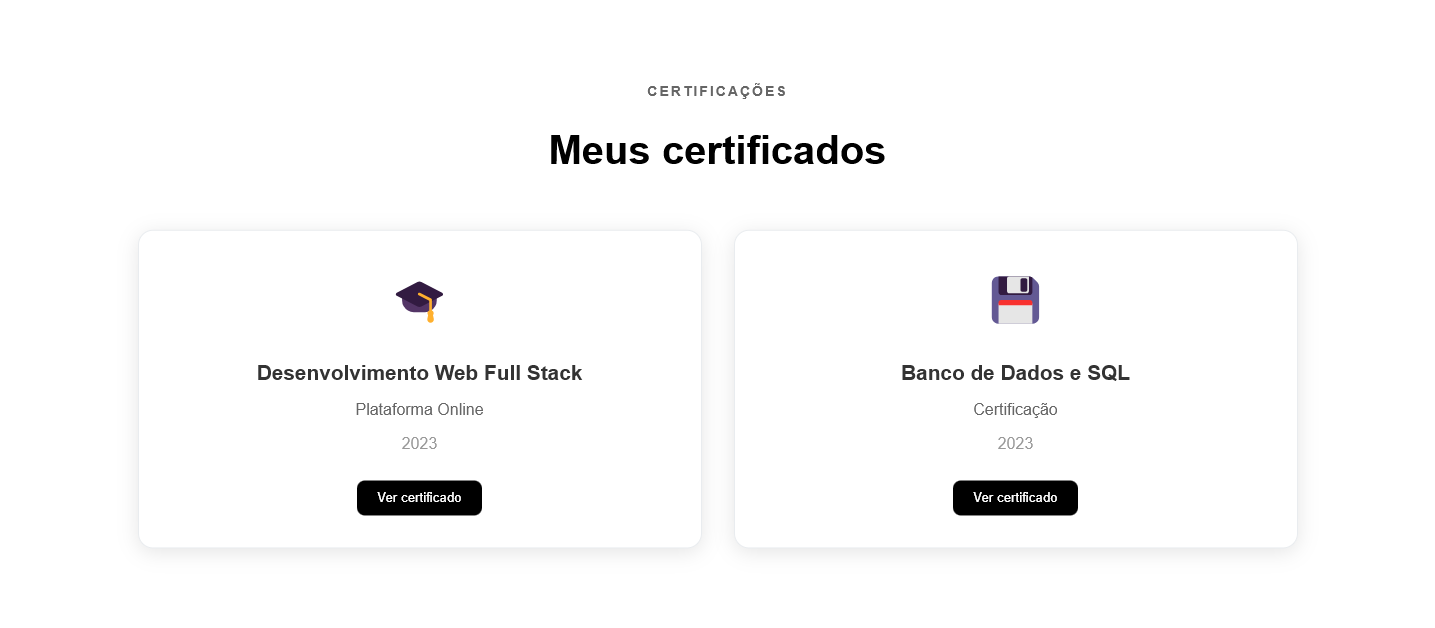 CERTIFICAÇÕES
Meus certificados
Desenvolvimento Web Full Stack
Plataforma Online
2023
Ver certificado
Banco de Dados e SQL
Certificação
2023
Ver certificado